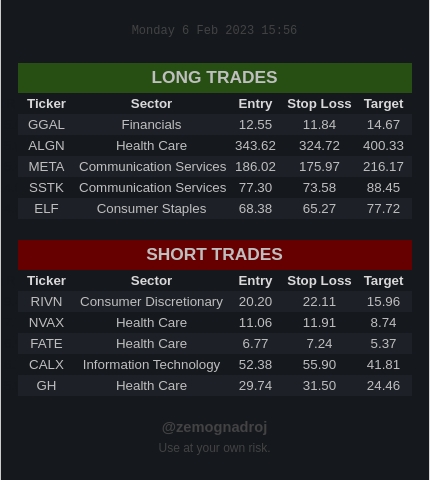 Monday 6 Feb 2023 15:56
LONG TRADES
Ticker Sector Entry Stop Loss Target
GGAL Financials 12.55 11.84 14.67
ALGN Health Care 343.62 324.72 400.33
META Communication Services 186.02 175.97 216.17
SSTK Communication Services 77.30 73.58 88.45
ELF Consumer Staples 68.38 65.27 77.72
SHORT TRADES
Ticker Sector Entry Stop Loss Target
RIVN Consumer Discretionary 20.20 22.11 15.96
NVAX Health Care 11.06 11.91 8.74
FATE Health Care 6.77 7.24 5.37
CALX Information Technology 52.38 55.90 41.81
GH Health Care 29.74 31.50 24.46
@zemognadroj
Use at your own risk.